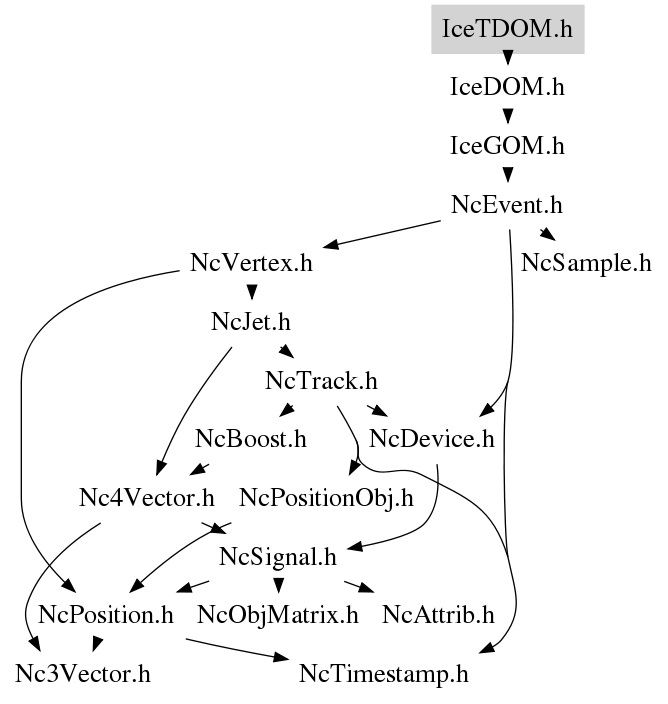 IceTDOM.h
IceDOM.h
IceGOM.h
NcEvent.h
NcVertex.h
NcSample.h
NcJet.h
NcTrack.h
NcBoost.h
NcDevice.h
Nc4Vector.h
NcPositionObj.h
NcSignal.h
NcPosition.h
NcObjMatrix.h
NcAttrib.h
Nc3Vector.h
NcTimestamp.h